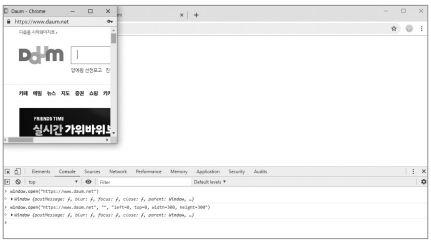 Daum - Chrome
https://www.daum.net
다음을 시작페이지로
Daum
카페 메일 뉴스 지도 증권 쇼핑 카카
FRIENDS TIME
실시간 가위바위보
Elements Console Sources Network Performance Memory Application Security Audits
top Filter Default levels ▼
> window.open("https://www.daum.net")
▶ Window {postMessage: ƒ, blur: ƒ, focus: ƒ, close: ƒ, parent: Window, …}
> window.open("https://www.daum.net", "", "left=0, top=0, width=300, height=300")
▶ Window {postMessage: ƒ, blur: ƒ, focus: ƒ, close: ƒ, parent: Window, …}
>